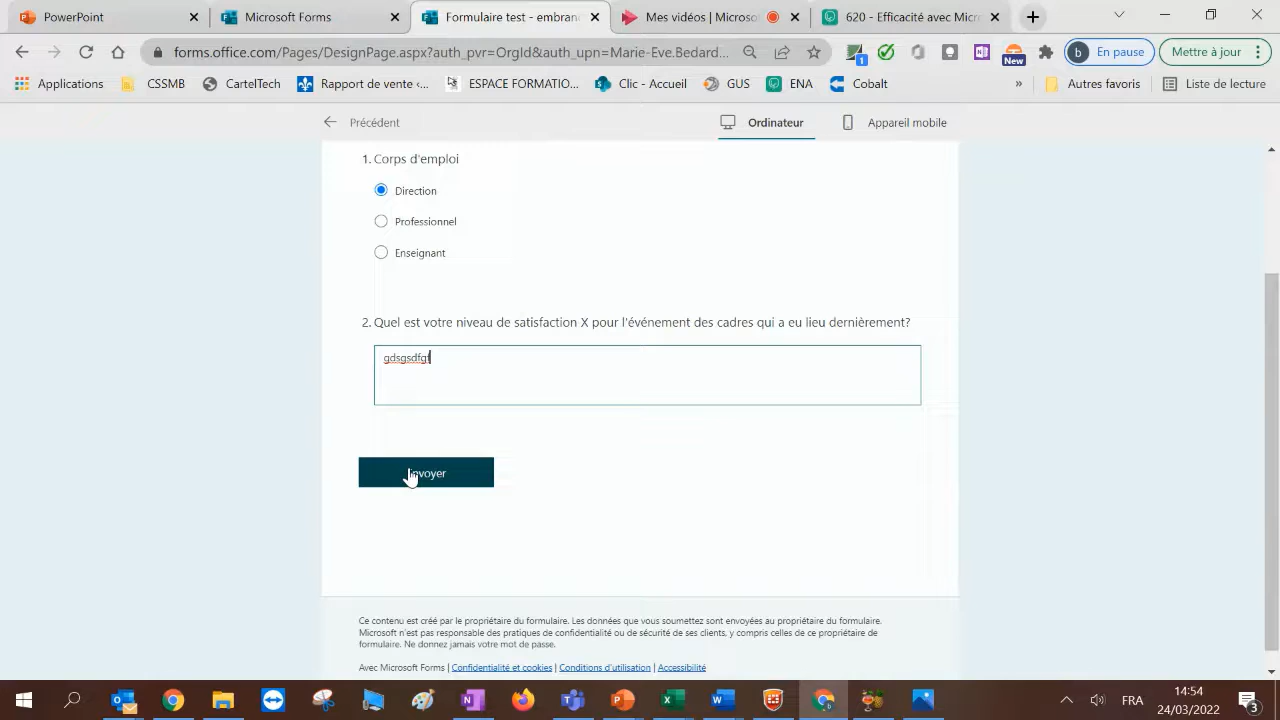 PowerPoint
Microsoft Forms
Formulaire test - embran
Mes vidéos | Microso
620 - Efficacité avec Micr
forms.office.com/Pages/DesignPage.aspx?auth_pvr=OrgId&auth_upn=Marie-Eve.Bedard...
1
New
b En pause
Mettre à jour
Applications
CSSMB
CartelTech
Rapport de vente -...
ESPACE FORMATIO...
Clic - Accueil
GUS
ENA
Cobalt
»
Autres favoris
Liste de lecture
Précédent
Ordinateur
Appareil mobile
1. Corps d'emploi
Direction
Professionnel
Enseignant
2. Quel est votre niveau de satisfaction X pour l'événement des cadres qui a eu lieu dernièrement?
gdsgsdfgf
Envoyer
Ce contenu est créé par le propriétaire du formulaire. Les données que vous soumettez sont envoyées au propriétaire du formulaire.
Microsoft n'est pas responsable des pratiques de confidentialité ou de sécurité de ses clients, y compris celles de ce propriétaire de
formulaire. Ne donnez jamais votre mot de passe.
Avec Microsoft Forms | Confidentialité et cookies | Conditions d'utilisation | Accessibilité
FRA
14:54
24/03/2022
3